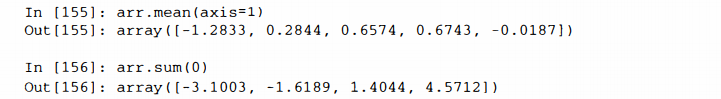 In [155]: arr.mean(axis=1)
Out[155]: array([-1.2833, 0.2844, 0.6574, 0.6743, -0.0187])
In [156]: arr.sum(0)
Out[156]: array([-3.1003, -1.6189, 1.4044, 4.5712])